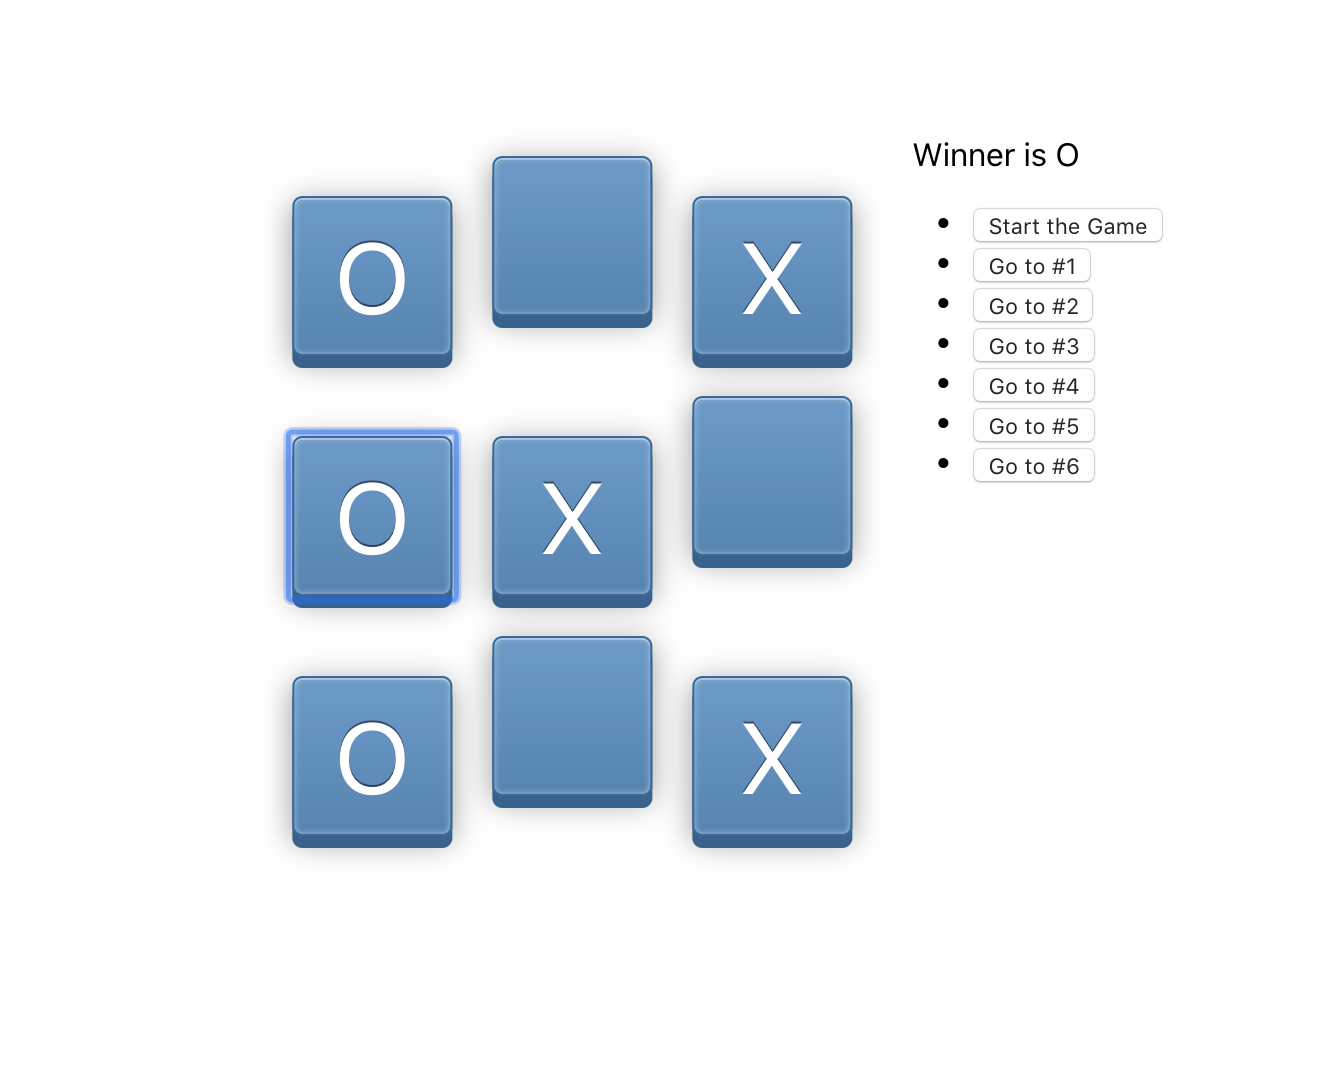 O X
O X
O X
Winner is O
Start the Game
Go to #1
Go to #2
Go to #3
Go to #4
Go to #5
Go to #6